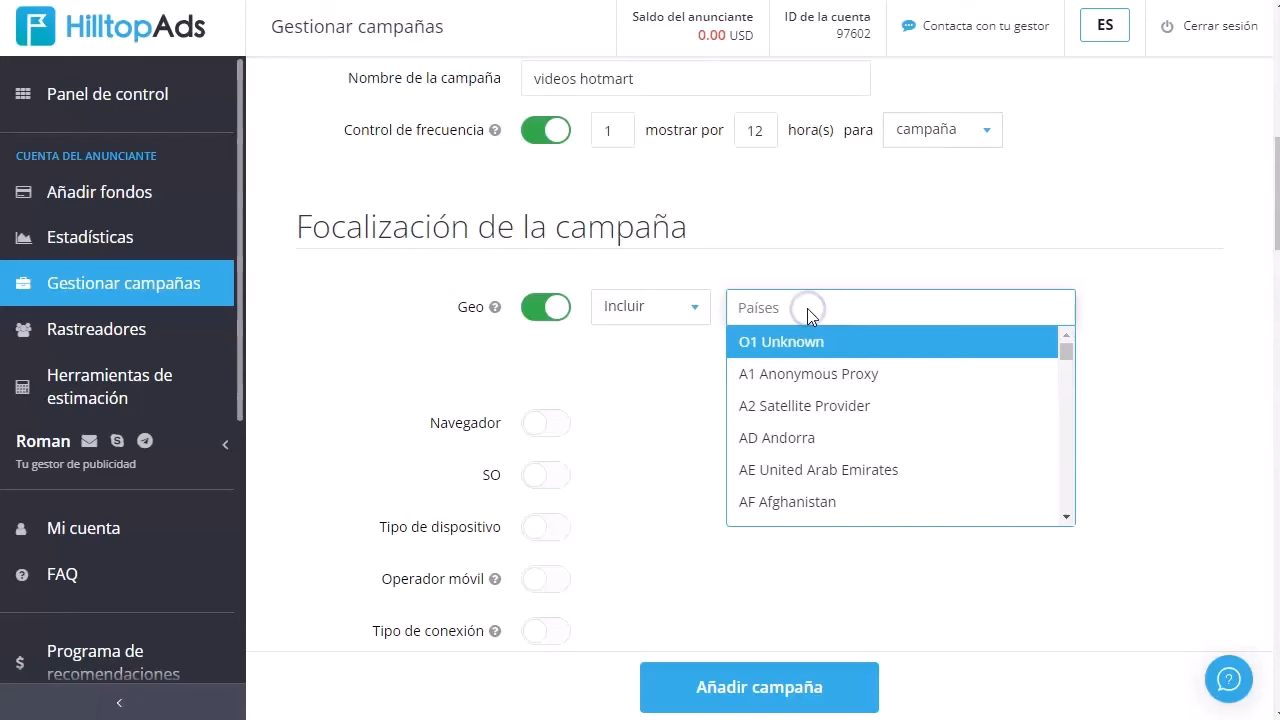 HilltopAds
Gestionar campañas
Saldo del anunciante
0.00 USD
ID de la cuenta
97602
Contacta con tu gestor
ES
Cerrar sesión
Panel de control
CUENTA DEL ANUNCIANTE
Añadir fondos
Estadísticas
Gestionar campañas
Rastreadores
Herramientas de
estimación
Roman
Tu gestor de publicidad
Mi cuenta
FAQ
Programa de
recomendaciones
Nombre de la campaña
videos hotmart
Control de frecuencia
1 mostrar por 12 hora(s) para campaña
Focalización de la campaña
Geo
Incluir
Países
O1 Unknown
A1 Anonymous Proxy
A2 Satellite Provider
AD Andorra
AE United Arab Emirates
AF Afghanistan
Navegador
SO
Tipo de dispositivo
Operador móvil
Tipo de conexión
Añadir campaña